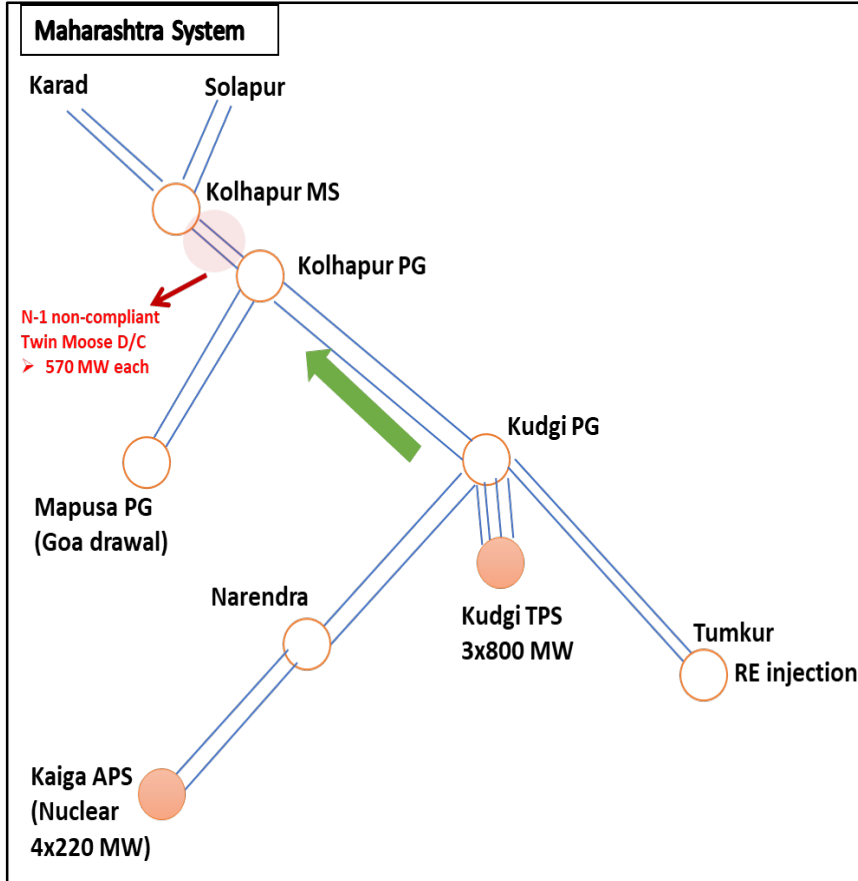 Maharashtra System
Karad
Solapur
Kolhapur MS
Kolhapur PG
N-1 non-compliant
Twin Moose D/C
➢ 570 MW each
Kudgi PG
Mapusa PG
(Goa drawal)
Narendra
Kudgi TPS
3x800 MW
Tumkur
RE injection
Kaiga APS
(Nuclear
4x220 MW)